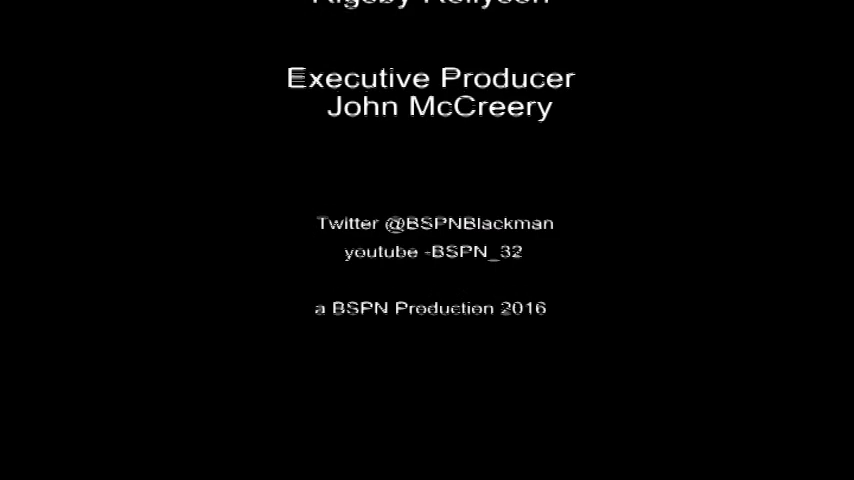 Executive Producer
John McCreery
Twitter @BSPNBlackman
youtube -BSPN_32
a BSPN Production 2016